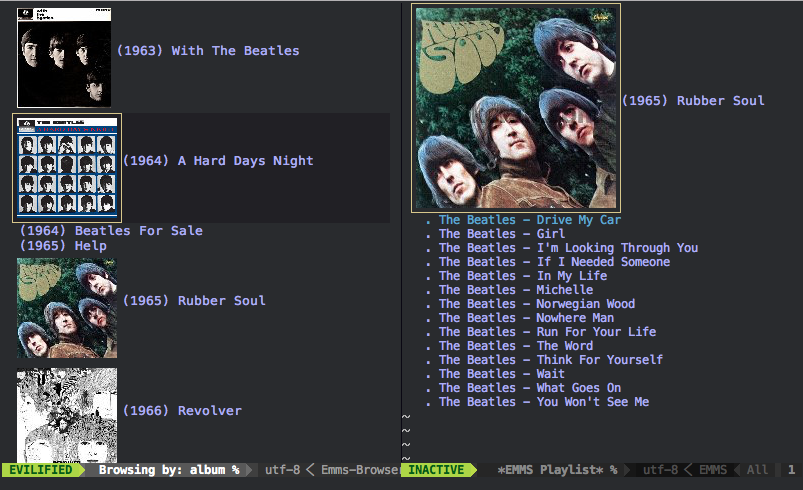 (1963) With The Beatles
(1964) A Hard Days Night
(1964) Beatles For Sale
(1965) Help
(1965) Rubber Soul
(1966) Revolver
EVILIFIED Browsing by: album % utf-8 < Emms-Browse
RUBBER SOUL
(1965) Rubber Soul
. The Beatles - Drive My Car
. The Beatles - Girl
. The Beatles - I'm Looking Through You
. The Beatles - If I Needed Someone
. The Beatles - In My Life
. The Beatles - Michelle
. The Beatles - Norwegian Wood
. The Beatles - Nowhere Man
. The Beatles - Run For Your Life
. The Beatles - The Word
. The Beatles - Think For Yourself
. The Beatles - Wait
. The Beatles - What Goes On
. The Beatles - You Won't See Me
~
~
~
~
INACTIVE *EMMS Playlist* % utf-8 < EMMS < All 1